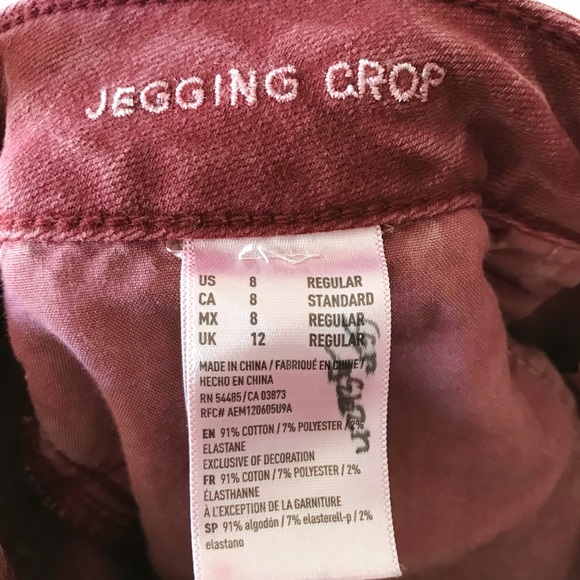 JEGGING CROP
US 8 REGULAR
CA 8 STANDARD
MX 8 REGULAR
UK 12 REGULAR
MADE IN CHINA / FABRIQUÉ EN CHINE /
HECHO EN CHINA
RN 54485 / CA 03873
RFC# AEM120605U9A
EN 91% COTTON / 7% POLYESTER / 2%
ELASTANE
EXCLUSIVE OF DECORATION
FR 91% COTON / 7% POLYESTER / 2%
ÉLASTHANNE
À L'EXCEPTION DE LA GARNITURE
SP 91% algodón / 7% elasterell-p / 2%
elastano